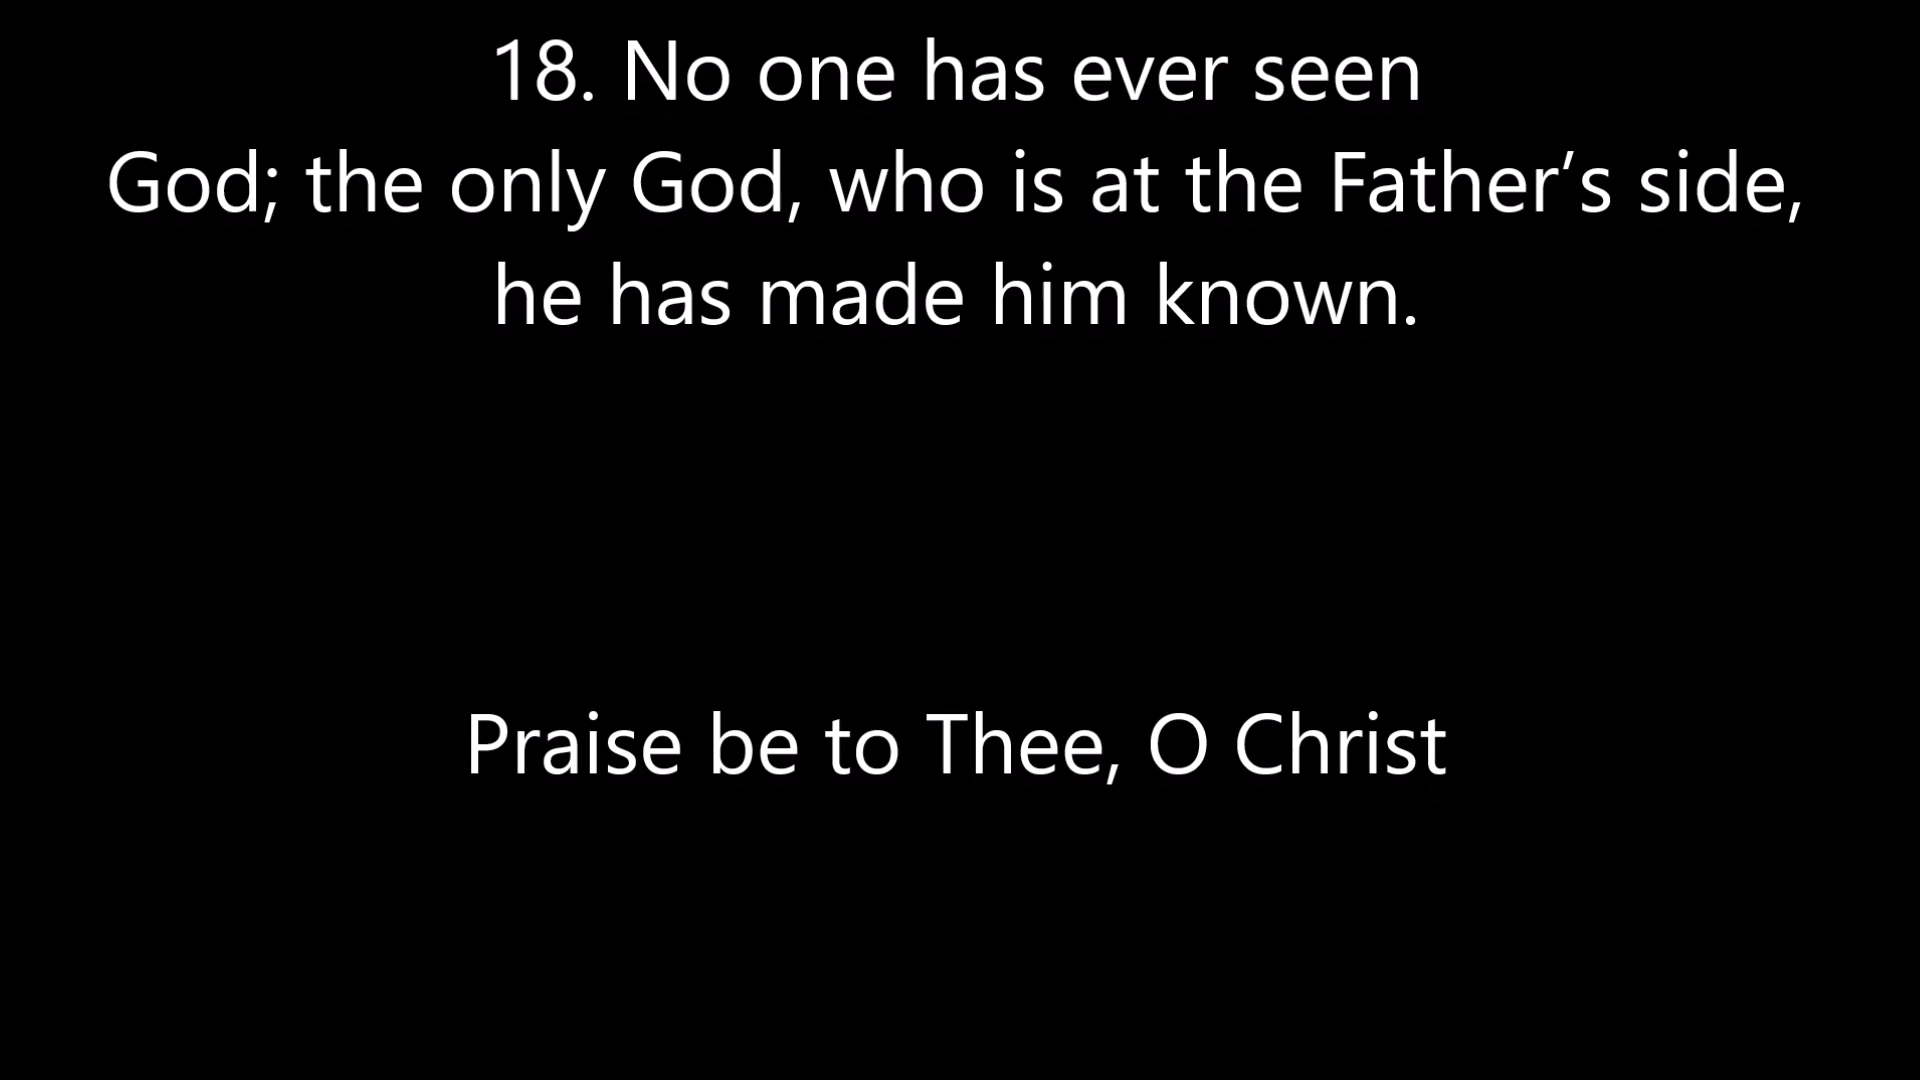 18. No one has ever seen
God; the only God, who is at the Father’s side,
he has made him known.
Praise be to Thee, O Christ